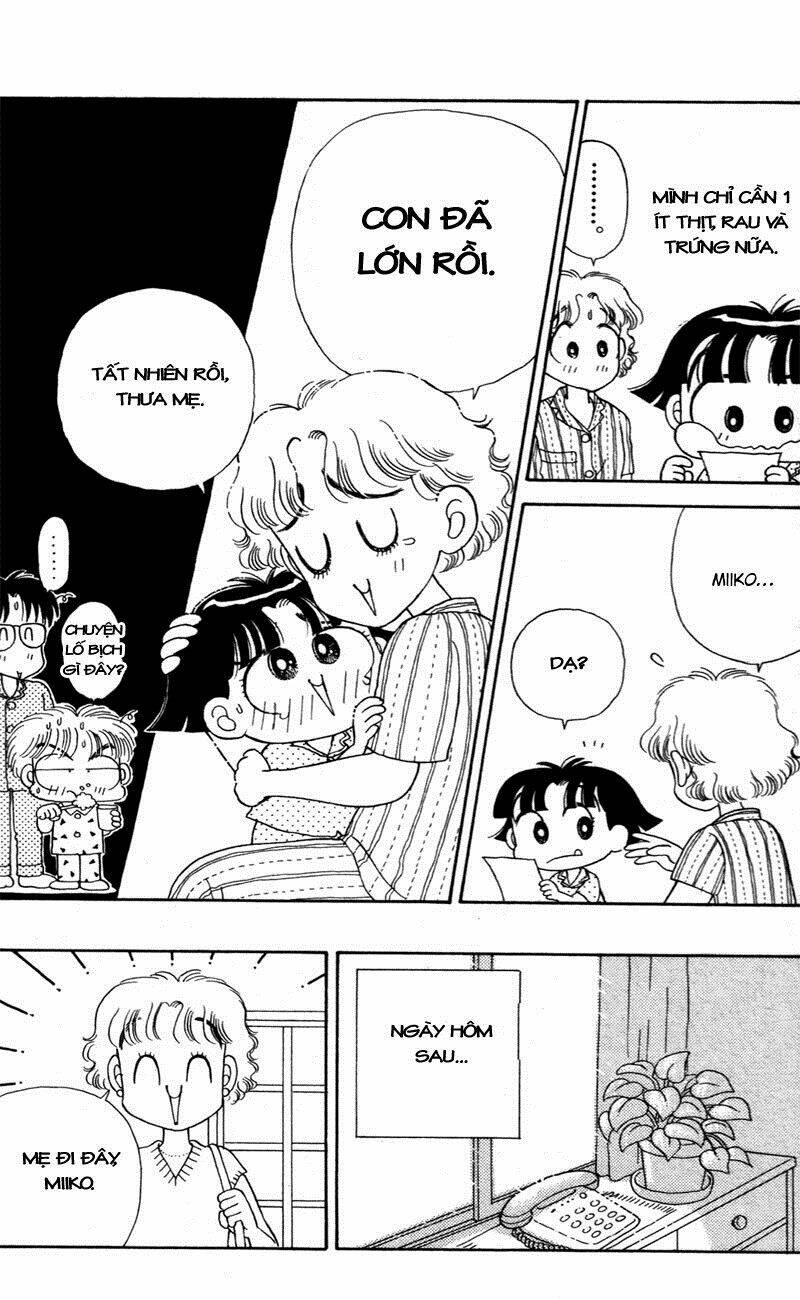 MÌNH CHỈ CẦN 1
ÍT THỊT, RAU VÀ
TRỨNG NỮA.
.......
MIIKO...
DẠ?
CON ĐÃ
LỚN RỒI.
TẤT NHIÊN RỒI,
THƯA MẸ.
.....
CHUYỆN
LỐ BỊCH
GÌ ĐÂY?
NGÀY HÔM
SAU...
MẸ ĐI ĐÂY,
MIIKO.